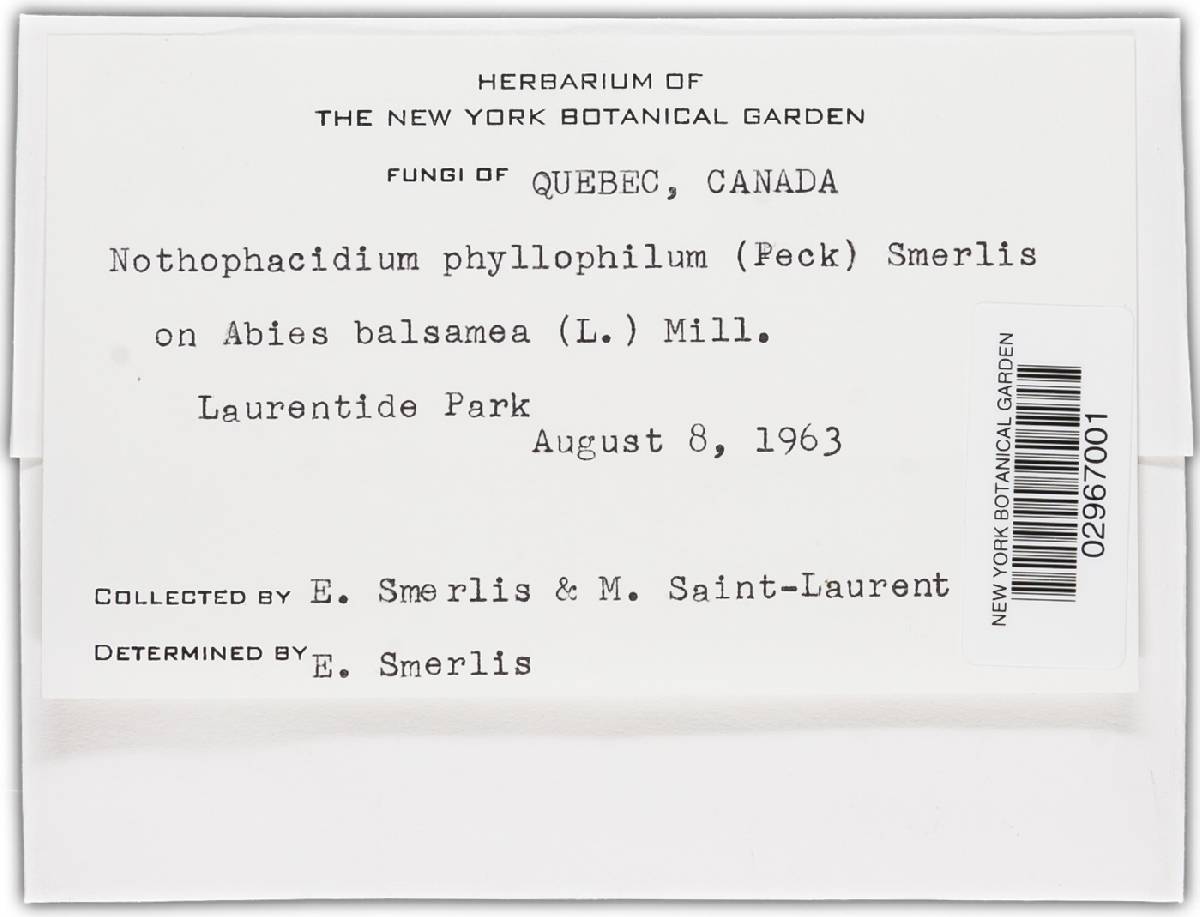 HERBARIUM OF
THE NEW YORK BOTANICAL GARDEN
FUNGI OF QUEBEC, CANADA
Nothophacidium phyllophilum (Peck) Smerlis
on Abies balsamea (L.) Mill.
Laurentide Park
August 8, 1963
COLLECTED BY E. Smerlis & M. Saint-Laurent
DETERMINED BY E. Smerlis
NEW YORK BOTANICAL GARDEN
02967001